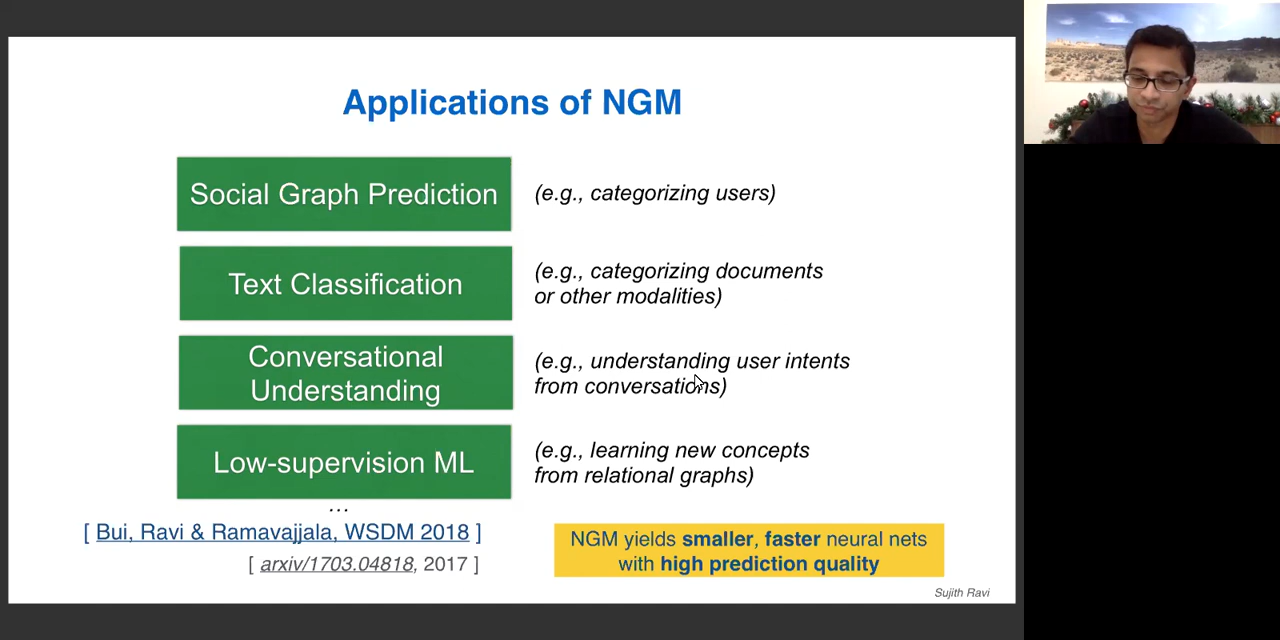 Applications of NGM
Social Graph Prediction
(e.g., categorizing users)
Text Classification
(e.g., categorizing documents
or other modalities)
Conversational
Understanding
(e.g., understanding user intents
from conversations)
Low-supervision ML
(e.g., learning new concepts
from relational graphs)
...
[ Bui, Ravi & Ramavajjala, WSDM 2018 ]
[ arxiv/1703.04818, 2017 ]
NGM yields smaller, faster neural nets
with high prediction quality
Sujith Ravi